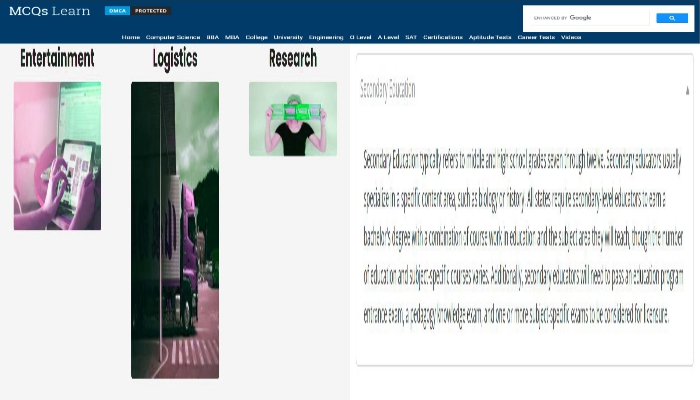 MCQs Learn
DMCA PROTECTED
ENHANCED BY Google
Home Computer Science BBA MBA College University Engineering O Level A Level SAT Certifications Aptitude Tests Career Tests Videos
Entertainment Logistics Research
Secondary Education
Secondary Education typically refers to middle and high school grades seven through twelve. Secondary educators usually
specialize in a specific content area, such as biology or history. All states require secondary-level educators to earn a
bachelor's degree with a combination of course work in education and the subject area they will teach, though the number
of education and subject-specific courses varies. Additionally, secondary educators will need to pass an education program
entrance exam, a pedagogy knowledge exam, and one or more subject-specific exams to be considered for licensure.